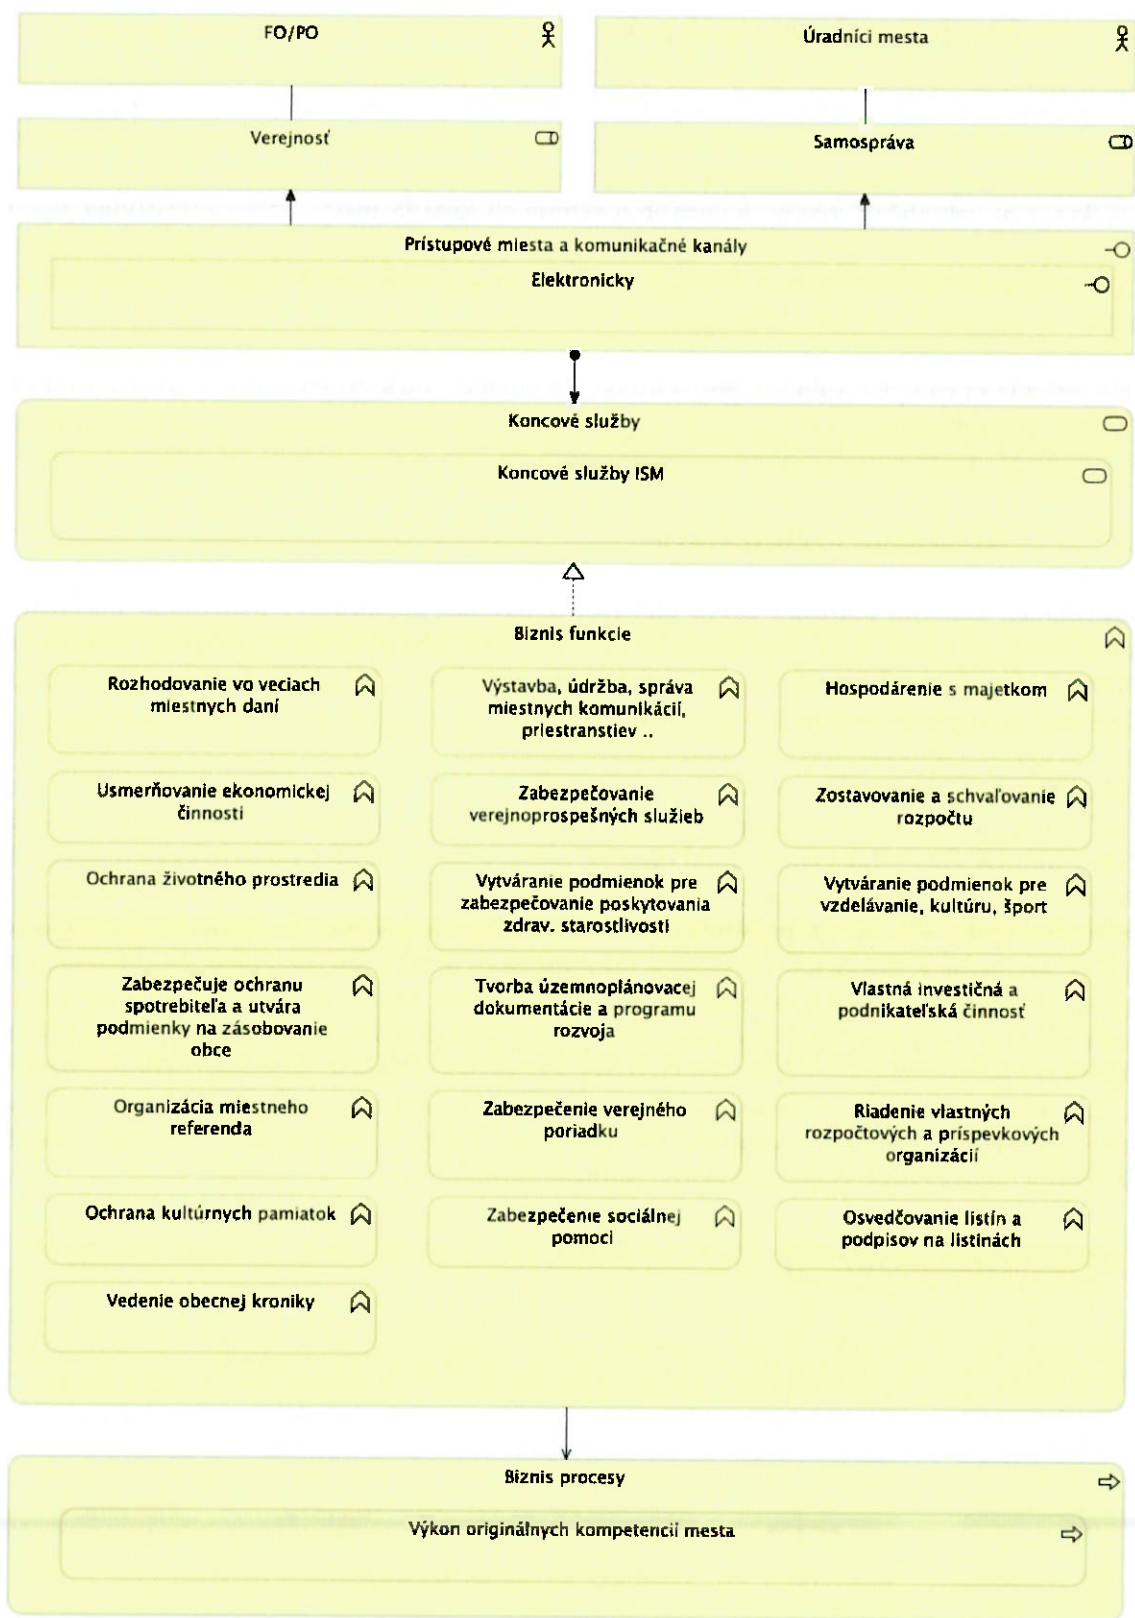 FO/PO
Úradníci mesta
Verejnosť
Samospráva
Prístupové miesta a komunikačné kanály
Elektronicky
Koncové služby
Koncové služby ISM
Biznis funkcie
Rozhodovanie vo veciach
miestnych daní
Výstavba, údržba, správa
miestnych komunikácií,
priestranstiev ..
Hospodárenie s majetkom
Usmerňovanie ekonomickej
činnosti
Zabezpečovanie
verejnoprospešných služieb
Zostavovanie a schvaľovanie
rozpočtu
Ochrana životného prostredia
Vytváranie podmienok pre
zabezpečovanie poskytovania
zdrav. starostlivosti
Vytváranie podmienok pre
vzdelávanie, kultúru, šport
Zabezpečuje ochranu
spotrebiteľa a utvára
podmienky na zásobovanie
obce
Tvorba územnoplánovacej
dokumentácie a programu
rozvoja
Vlastná investičná a
podnikateľská činnosť
Organizácia miestneho
referenda
Zabezpečenie verejného
poriadku
Riadenie vlastných
rozpočtových a príspevkových
organizácií
Ochrana kultúrnych pamiatok
Zabezpečenie sociálnej
pomoci
Osvedčovanie listín a
podpisov na listinách
Vedenie obecnej kroniky
Biznis procesy
Výkon originálnych kompetencií mesta